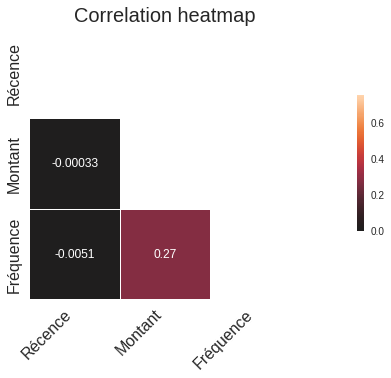 Correlation heatmap
Récence
Montant
Fréquence
-0.00033
-0.0051
0.27
Récence
Montant
Fréquence
0.6
0.4
0.2
0.0